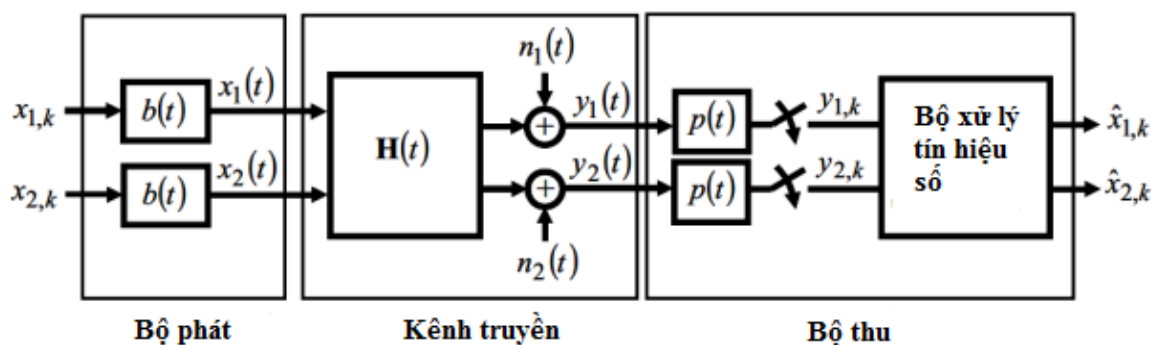 x₁,ₖ
b(t)
x₁(t)
x₂,ₖ
b(t)
x₂(t)
H(t)
n₁(t)
+
y₁(t)
+
y₂(t)
n₂(t)
p(t)
y₁,ₖ
p(t)
y₂,ₖ
Bộ xử lý
tín hiệu
số
x̂₁,ₖ
x̂₂,ₖ
Bộ phát
Kênh truyền
Bộ thu